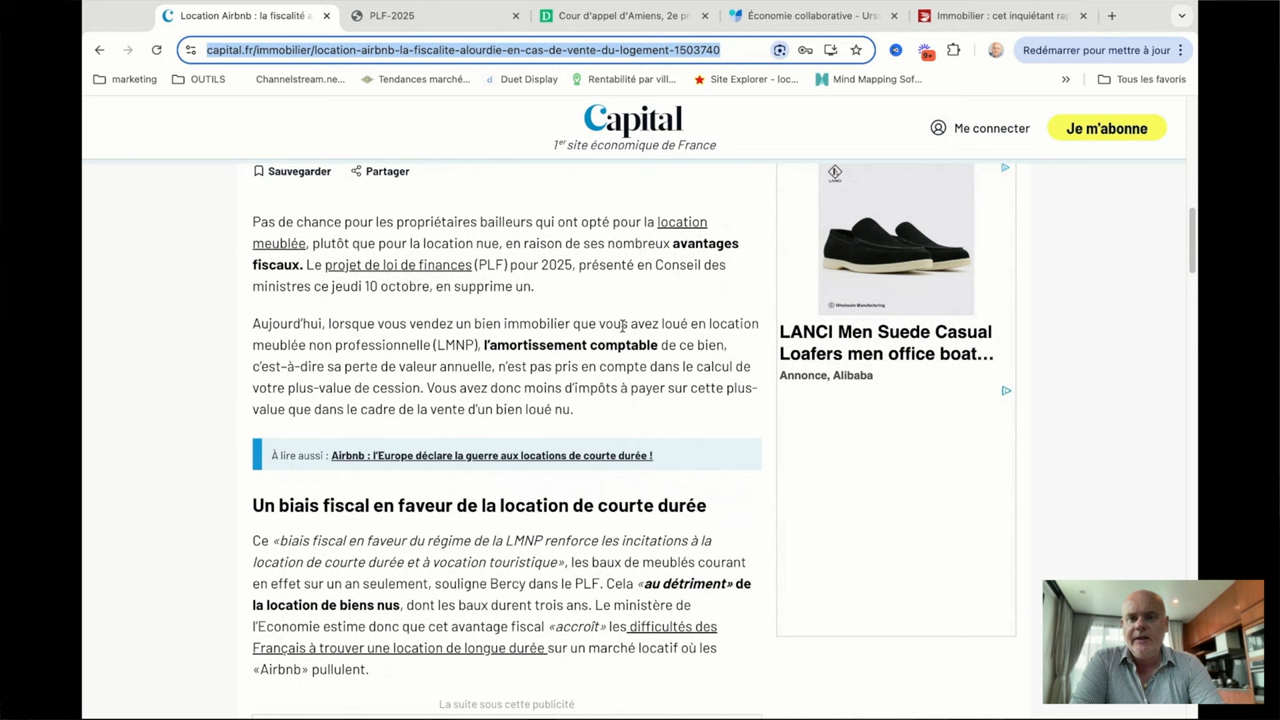 Location Airbnb : la fiscalité a
PLF-2025
Cour d'appel d'Amiens, 2e pr
Économie collaborative - Urs
Immobilier : cet inquiétant rap
capital.fr/immobilier/location-airbnb-la-fiscalite-alourdie-en-cas-de-vente-du-logement-1503740
9+
Redémarrer pour mettre à jour
marketing
OUTILS
Channelstream.ne...
Tendances marché...
Duet Display
Rentabilité par vill...
Site Explorer - loc...
Mind Mapping Sof...
Tous les favoris
Capital
1er site économique de France
Me connecter
Je m'abonne
Sauvegarder
Partager
Pas de chance pour les propriétaires bailleurs qui ont opté pour la location
meublée, plutôt que pour la location nue, en raison de ses nombreux avantages
fiscaux. Le projet de loi de finances (PLF) pour 2025, présenté en Conseil des
ministres ce jeudi 10 octobre, en supprime un.
Aujourd'hui, lorsque vous vendez un bien immobilier que vous avez loué en location
meublée non professionnelle (LMNP), l'amortissement comptable de ce bien,
c'est-à-dire sa perte de valeur annuelle, n'est pas pris en compte dans le calcul de
votre plus-value de cession. Vous avez donc moins d'impôts à payer sur cette plus-
value que dans le cadre de la vente d'un bien loué nu.
À lire aussi : Airbnb : l'Europe déclare la guerre aux locations de courte durée !
Un biais fiscal en faveur de la location de courte durée
Ce «biais fiscal en faveur du régime de la LMNP renforce les incitations à la
location de courte durée et à vocation touristique», les baux de meublés courant
en effet sur un an seulement, souligne Bercy dans le PLF. Cela «au détriment» de
la location de biens nus, dont les baux durent trois ans. Le ministère de
l'Economie estime donc que cet avantage fiscal «accroît» les difficultés des
Français à trouver une location de longue durée sur un marché locatif où les
«Airbnb» pullulent.
La suite sous cette publicité
LANCI
Wholesale Manufacturing
LANCI Men Suede Casual
Loafers men office boat...
Annonce, Alibaba